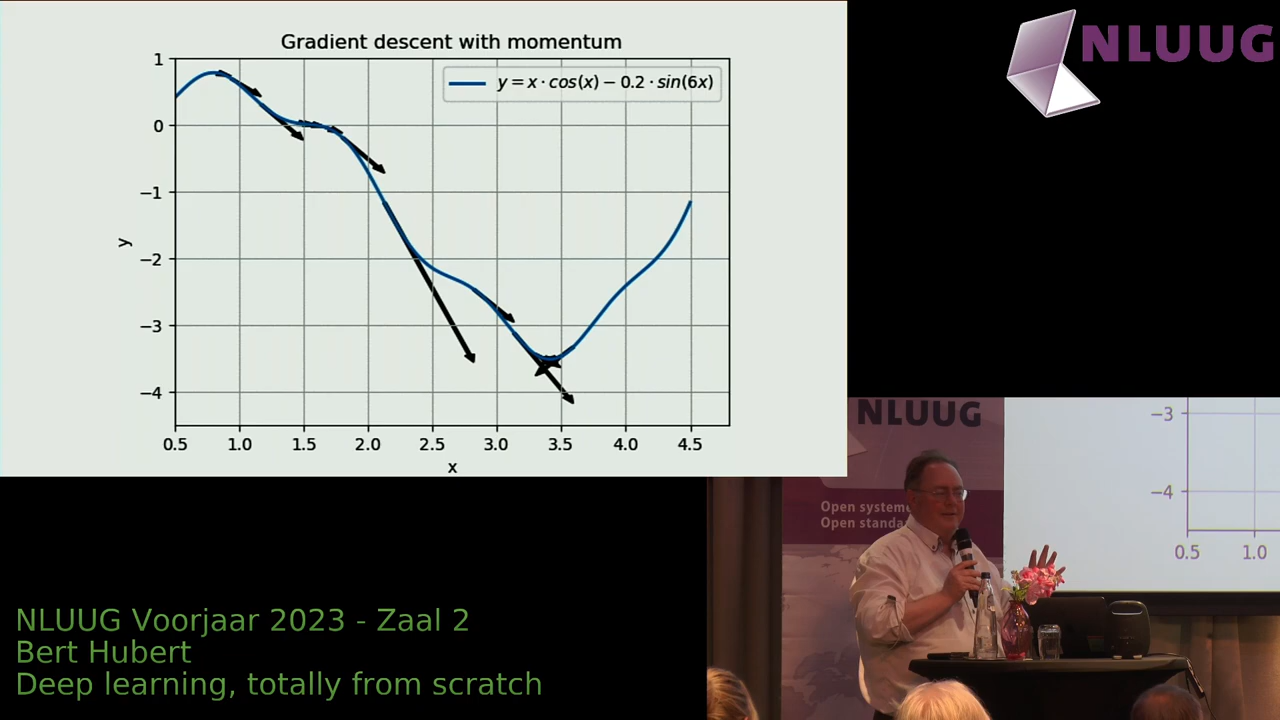 Gradient descent with momentum
y = x · cos(x) − 0.2 · sin(6x)
1
0
−1
−2
−3
−4
y
0.5 1.0 1.5 2.0 2.5 3.0 3.5 4.0 4.5
x
NLUUG
NLUUG
Open
Open
−3
−4
0.5 1.0
NLUUG Voorjaar 2023 - Zaal 2
Bert Hubert
Deep learning, totally from scratch